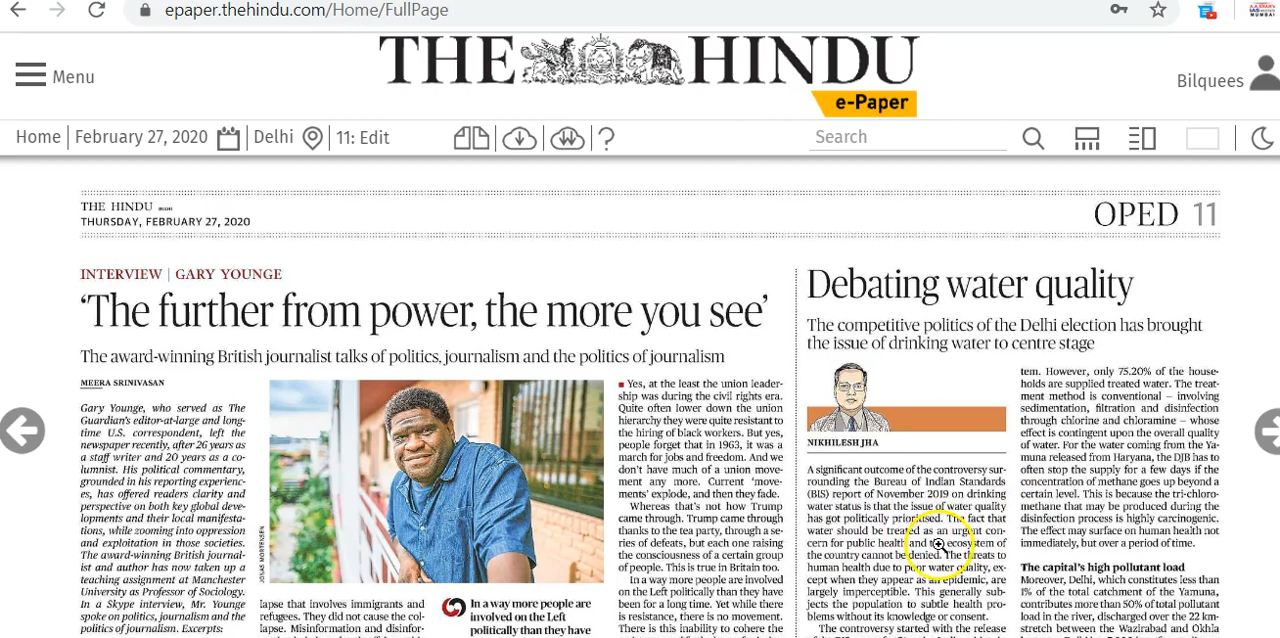 epaper.thehindu.com/Home/FullPage
Menu
THE HINDU
e-Paper
Bilquees
Home
February 27, 2020
Delhi
11: Edit
?
Search
THE HINDU
THURSDAY, FEBRUARY 27, 2020
OPED 11
INTERVIEW | GARY YOUNGE
‘The further from power, the more you see’
The award-winning British journalist talks of politics, journalism and the politics of journalism
MEERA SRINIVASAN
Gary Younge, who served as The
Guardian's editor-at-large and long-
time U.S. correspondent, left the
newspaper recently, after 26 years as
a staff writer and 20 years as a co-
lumnist. His political commentary,
grounded in his reporting experienc-
es, has offered readers clarity and
perspective on both key global deve-
lopments and their local manifesta-
tions, while zooming into oppression
and exploitation in those societies.
The award-winning British journal-
ist and author has now taken up a
teaching assignment at Manchester
University as Professor of Sociology.
In a Skype interview, Mr. Younge
spoke on politics, journalism and the
politics of journalism. Excerpts:
JONAS MORTENSEN
lapse that involves immigrants and
refugees. They did not cause the col-
lapse. Misinformation and disinfor-
In a way more people are
involved on the Left
politically than they have
■ Yes, at the least the union leader-
ship was during the civil rights era.
Quite often lower down the union
hierarchy they were quite resistant to
the hiring of black workers. But yes,
people forget that in 1963, it was a
march for jobs and freedom. And we
don't have much of a union move-
ment any more. Current 'move-
ments' explode, and then they fade.
Whereas that's not how Trump
came through. Trump came through
thanks to the tea party, through a se-
ries of defeats, but each one raising
the consciousness of a certain group
of people. This is true in Britain too.
In a way more people are involved
on the Left politically than they have
been for a long time. Yet while there
is resistance, there is no movement.
There is this inability to cohere the
Debating water quality
The competitive politics of the Delhi election has brought
the issue of drinking water to centre stage
NIKHILESH JHA
A significant outcome of the controversy sur-
rounding the Bureau of Indian Standards
(BIS) report of November 2019 on drinking
water status is that the issue of water quality
has got politically prioritised. The fact that
water should be treated as an urgent con-
cern for public health ecosystem of
the country cannot be denied. The threats to
human health due to poor water quality, ex-
cept when they appear as an epidemic, are
largely imperceptible. This generally sub-
jects the population to subtle health pro-
blems without its knowledge or consent.
The controversy started with the release
tem. However, only 75.20% of the house-
holds are supplied treated water. The treat-
ment method is conventional – involving
sedimentation, filtration and disinfection
through chlorine and chloramine – whose
effect is contingent upon the overall quality
of water. For the water coming from the Ya-
muna released from Haryana, the DJB has to
often stop the supply for a few days if the
concentration of methane goes up beyond a
certain level. This is because the tri-chloro-
methane that may be produced during the
disinfection process is highly carcinogenic.
The effect may surface on human health not
immediately, but over a period of time.
The capital's high pollutant load
Moreover, Delhi, which constitutes less than
1% of the total catchment of the Yamuna,
contributes more than 50% of total pollutant
load in the river, discharged over the 22 km-
stretch between the Wazirabad and Okhla